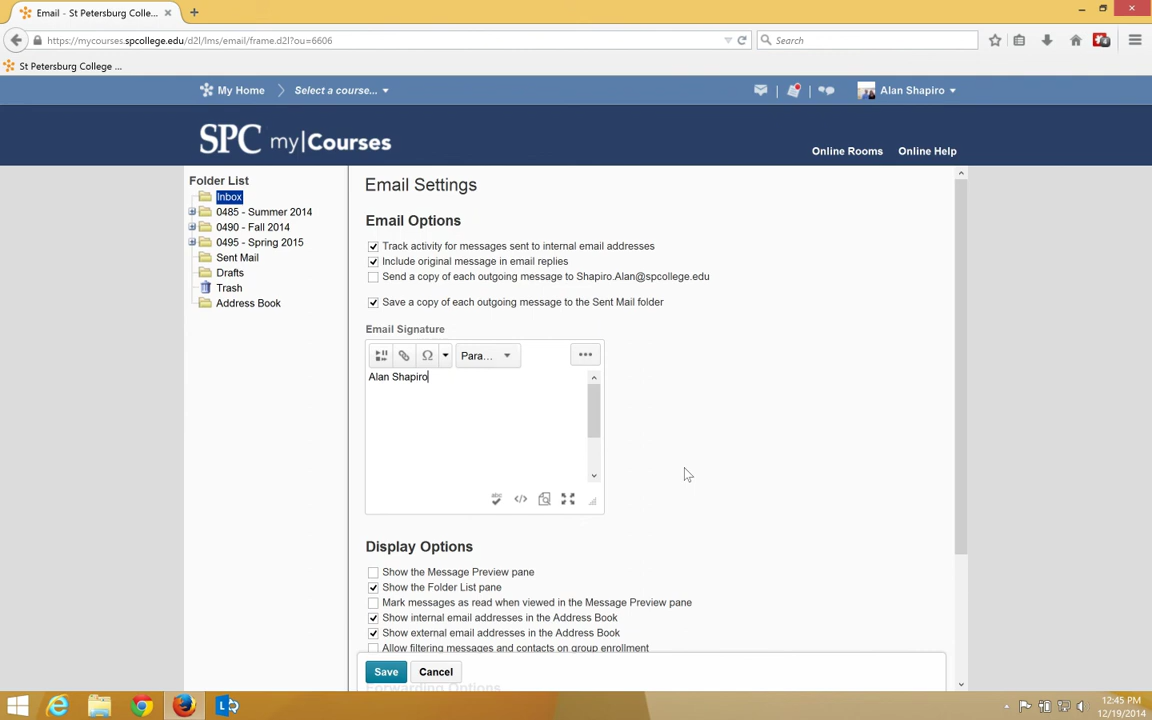 Email - St Petersburg Colle...
https://mycourses.spcollege.edu/d2l/lms/email/frame.d2l?ou=6606
Search
St Petersburg College ...
My Home
Select a course...
Alan Shapiro
SPC my|Courses
Online Rooms
Online Help
Folder List
Inbox
0485 - Summer 2014
0490 - Fall 2014
0495 - Spring 2015
Sent Mail
Drafts
Trash
Address Book
Email Settings
Email Options
Track activity for messages sent to internal email addresses
Include original message in email replies
Send a copy of each outgoing message to Shapiro.Alan@spcollege.edu
Save a copy of each outgoing message to the Sent Mail folder
Email Signature
Para...
Alan Shapiro
Display Options
Show the Message Preview pane
Show the Folder List pane
Mark messages as read when viewed in the Message Preview pane
Show internal email addresses in the Address Book
Show external email addresses in the Address Book
Allow filtering messages and contacts on group enrollment
Save
Cancel
Forwarding Options
12:45 PM
12/19/2014